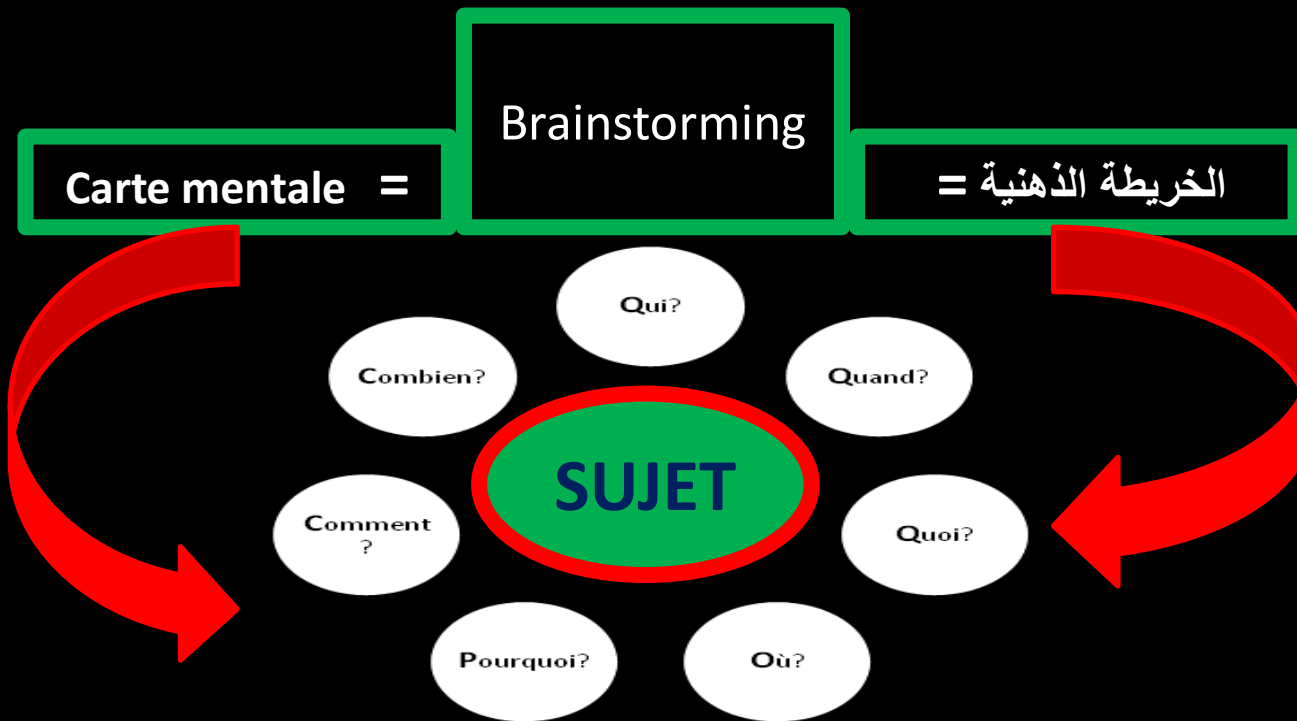 Brainstorming
Carte mentale =
= الخريطة الذهنية
Qui?
Combien?
Quand?
SUJET
Comment
?
Quoi?
Pourquoi?
Où?